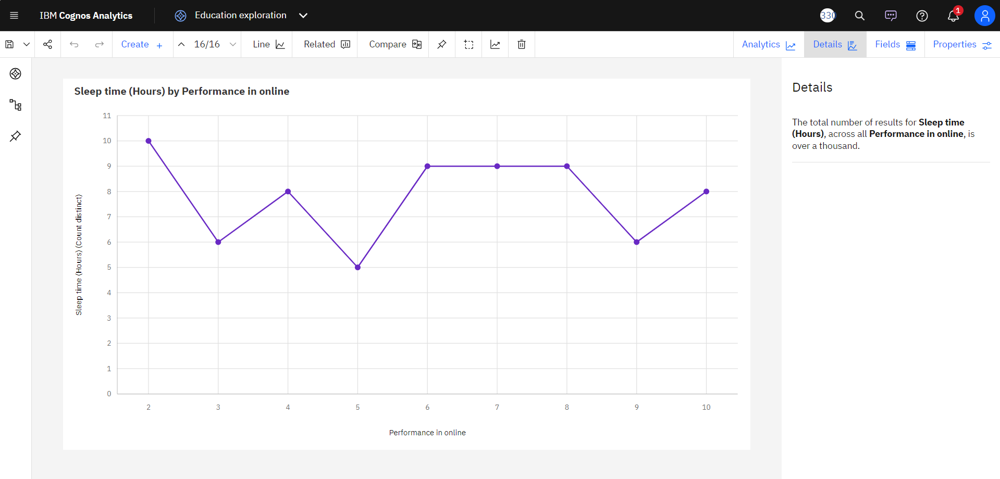 IBM Cognos Analytics
Education exploration
330
1
Create
16/16
Line
Related
Compare
Analytics
Details
Fields
Properties
Sleep time (Hours) by Performance in online
11
10
9
8
7
6
5
4
3
2
1
0
Sleep time (Hours) (Count distinct)
2 3 4 5 6 7 8 9 10
Performance in online
Details
The total number of results for Sleep time
(Hours), across all Performance in online, is
over a thousand.